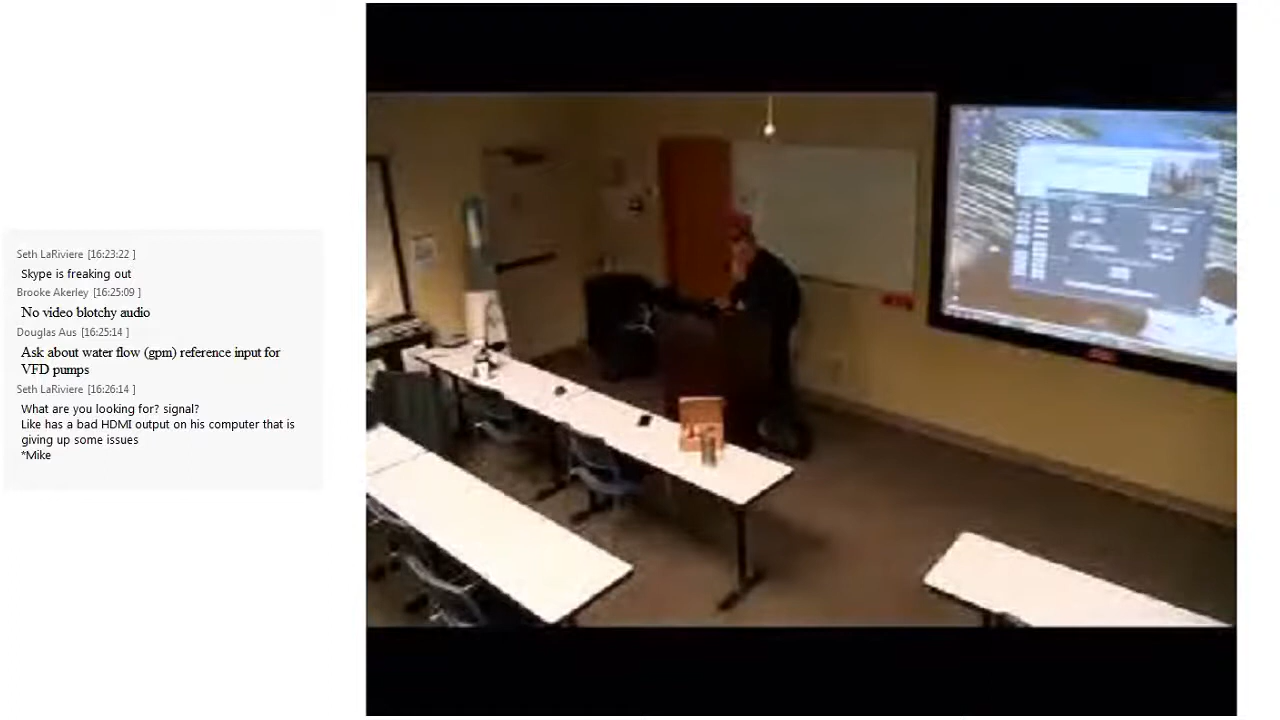 Seth LaRiviere [16:23:22 ]
Skype is freaking out
Brooke Akerley [16:25:09 ]
No video blotchy audio
Douglas Aus [16:25:14 ]
Ask about water flow (gpm) reference input for
VFD pumps
Seth LaRiviere [16:26:14 ]
What are you looking for? signal?
Like has a bad HDMI output on his computer that is
giving up some issues
*Mike